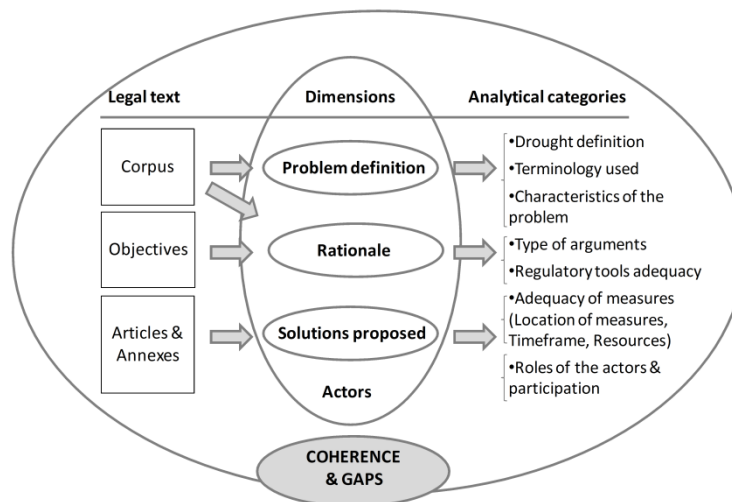 Legal text
Dimensions
Analytical categories
Corpus
Objectives
Articles &
Annexes
Problem definition
Rationale
Solutions proposed
Actors
•Drought definition
•Terminology used
•Characteristics of the
problem
•Type of arguments
•Regulatory tools adequacy
•Adequacy of measures
(Location of measures,
Timeframe, Resources)
•Roles of the actors &
participation
COHERENCE
& GAPS